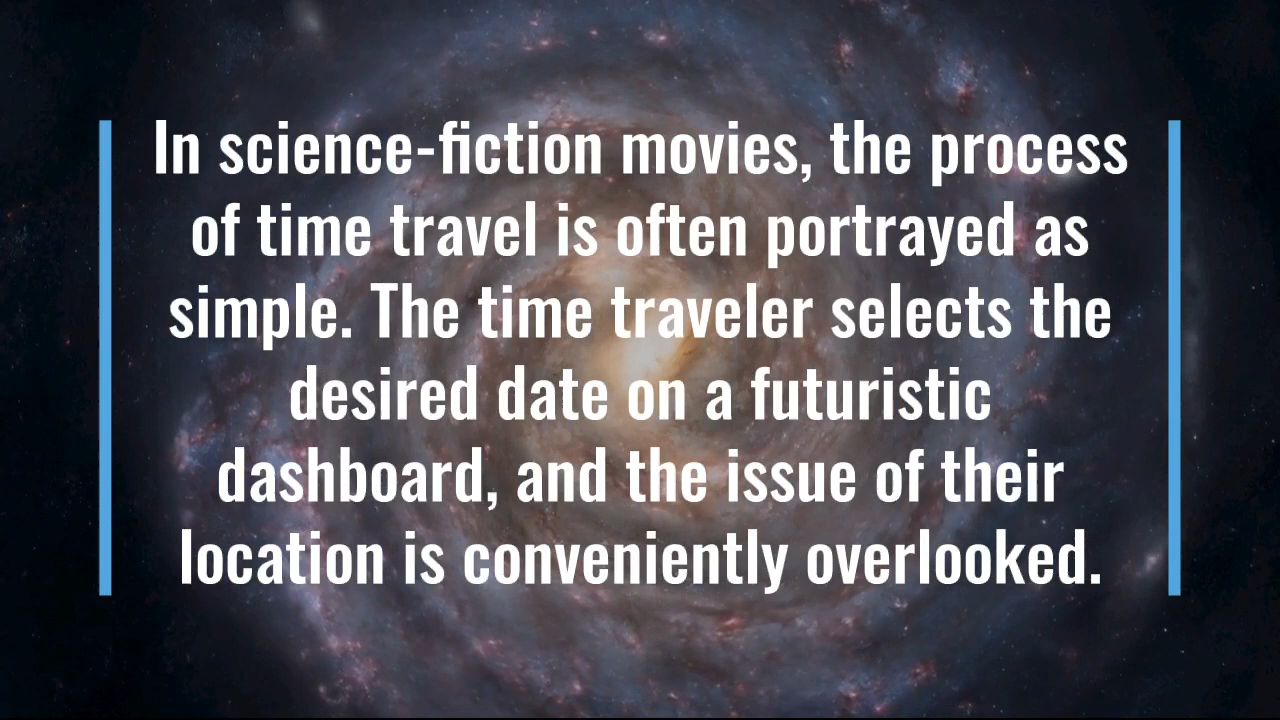 In science-fiction movies, the process
of time travel is often portrayed as
simple. The time traveler selects the
desired date on a futuristic
dashboard, and the issue of their
location is conveniently overlooked.